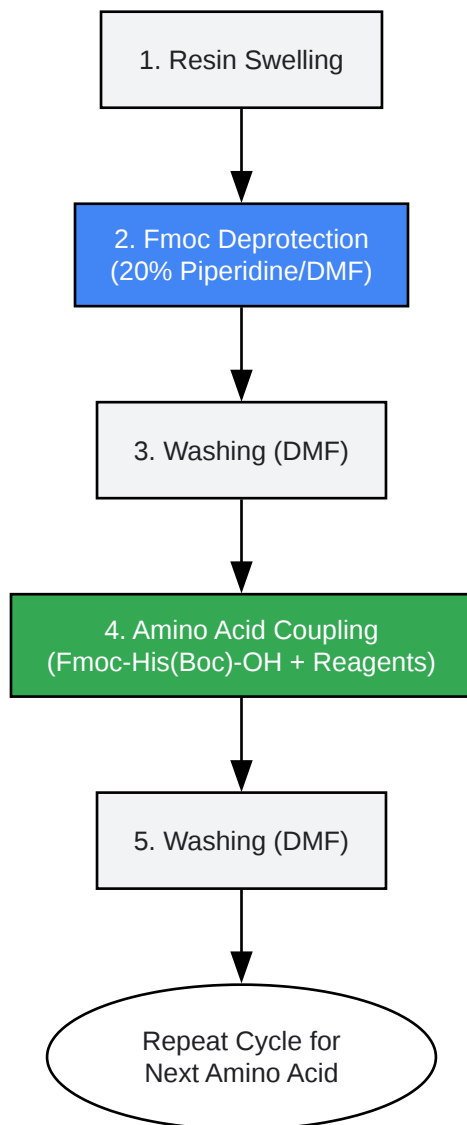 1. Resin Swelling
2. Fmoc Deprotection
(20% Piperidine/DMF)
3. Washing (DMF)
4. Amino Acid Coupling
(Fmoc-His(Boc)-OH + Reagents)
5. Washing (DMF)
Repeat Cycle for
Next Amino Acid